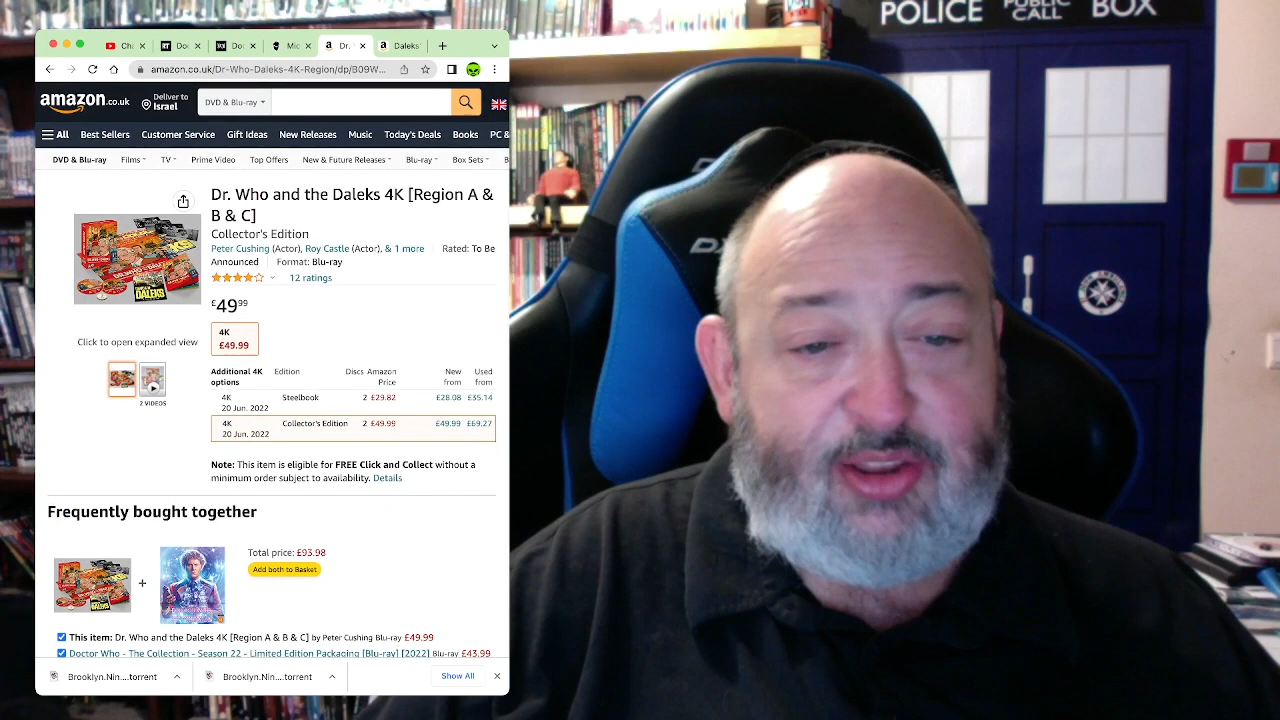 POLICE PUBLIC CALL BOX
Dr.
Daleks
amazon.co.uk/Dr-Who-Daleks-4K-Region/dp/B09W...
amazon.co.uk
Deliver to
Israel
DVD & Blu-ray
All Best Sellers Customer Service Gift Ideas New Releases Music Today's Deals Books PC &
DVD & Blu-ray Films TV Prime Video Top Offers New & Future Releases Blu-ray Box Sets B
Dr. Who and the Daleks 4K [Region A &
B & C]
Collector's Edition
Peter Cushing (Actor), Roy Castle (Actor), & 1 more Rated: To Be
Announced Format: Blu-ray
12 ratings
£4999
4K
£49.99
Click to open expanded view
2 VIDEOS
Additional 4K options Edition Discs Amazon Price New from Used from
4K Steelbook 2 £29.82 £28.08 £35.14
20 Jun. 2022
4K Collector's Edition 2 £49.99 £49.99 £69.27
20 Jun. 2022
Note: This item is eligible for FREE Click and Collect without a
minimum order subject to availability. Details
Frequently bought together
Total price: £93.98
+
Add both to Basket
This item: Dr. Who and the Daleks 4K [Region A & B & C] by Peter Cushing Blu-ray £49.99
Doctor Who - The Collection - Season 22 - Limited Edition Packaging [Blu-ray] [2022] Blu-ray £43.99
Brooklyn.Nin....torrent
Brooklyn.Nin....torrent
Show All